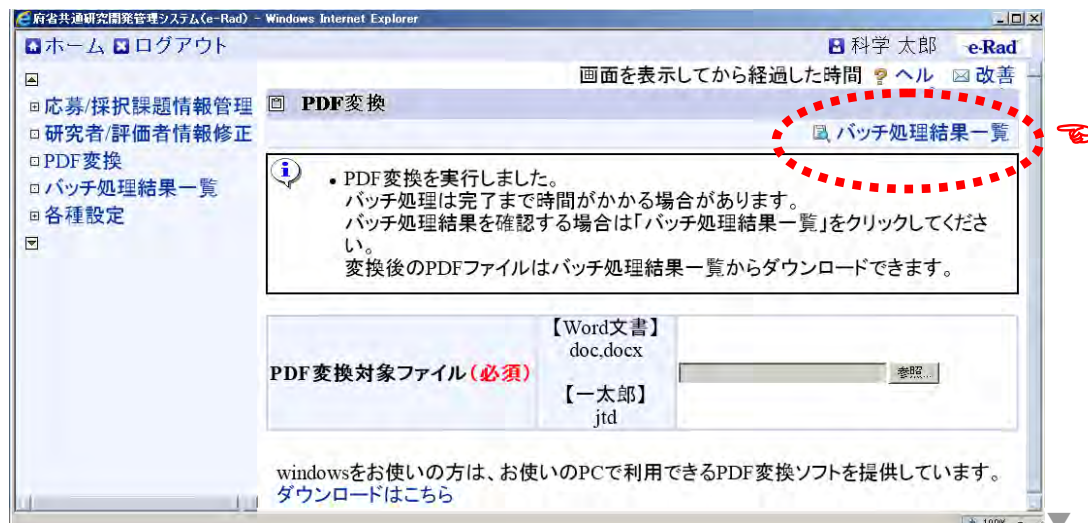 府省共通研究開発管理システム(e-Rad) - Windows Internet Explorer
ホーム ログアウト
科学 太郎 e-Rad
画面を表示してから経過した時間 ヘル 改善
応募/採択課題情報管理
研究者/評価者情報修正
PDF変換
バッチ処理結果一覧
各種設定
PDF変換
バッチ処理結果一覧
• PDF変換を実行しました。
バッチ処理は完了まで時間がかかる場合があります。
バッチ処理結果を確認する場合は「バッチ処理結果一覧」をクリックしてくださ
い。
変換後のPDFファイルはバッチ処理結果一覧からダウンロードできます。
PDF変換対象ファイル(必須)
【Word文書】
doc,docx
【一太郎】
jtd
参照...
windowsをお使いの方は、お使いのPCで利用できるPDF変換ソフトを提供しています。
ダウンロードはこちら